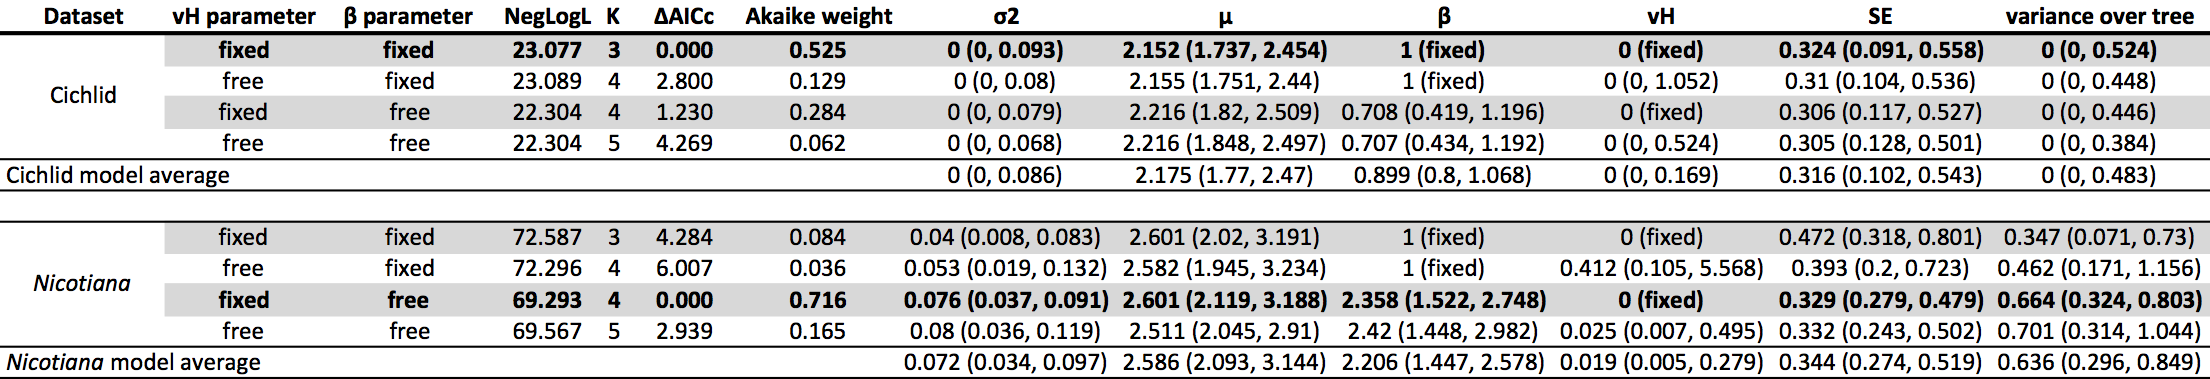 Dataset vH parameter β parameter NegLogL K ΔAICc Akaike weight σ2 μ β vH SE variance over tree
fixed fixed 23.077 3 0.000 0.525 0 (0, 0.093) 2.152 (1.737, 2.454) 1 (fixed) 0 (fixed) 0.324 (0.091, 0.558) 0 (0, 0.524)
free fixed 23.089 4 2.800 0.129 0 (0, 0.08) 2.155 (1.751, 2.44) 1 (fixed) 0 (0, 1.052) 0.31 (0.104, 0.536) 0 (0, 0.448)
Cichlid
fixed free 22.304 4 1.230 0.284 0 (0, 0.079) 2.216 (1.82, 2.509) 0.708 (0.419, 1.196) 0 (fixed) 0.306 (0.117, 0.527) 0 (0, 0.446)
free free 22.304 5 4.269 0.062 0 (0, 0.068) 2.216 (1.848, 2.497) 0.707 (0.434, 1.192) 0 (0, 0.524) 0.305 (0.128, 0.501) 0 (0, 0.384)
Cichlid model average 0 (0, 0.086) 2.175 (1.77, 2.47) 0.899 (0.8, 1.068) 0 (0, 0.169) 0.316 (0.102, 0.543) 0 (0, 0.483)
fixed fixed 72.587 3 4.284 0.084 0.04 (0.008, 0.083) 2.601 (2.02, 3.191) 1 (fixed) 0 (fixed) 0.472 (0.318, 0.801) 0.347 (0.071, 0.73)
free fixed 72.296 4 6.007 0.036 0.053 (0.019, 0.132) 2.582 (1.945, 3.234) 1 (fixed) 0.412 (0.105, 5.568) 0.393 (0.2, 0.723) 0.462 (0.171, 1.156)
Nicotiana
fixed free 69.293 4 0.000 0.716 0.076 (0.037, 0.091) 2.601 (2.119, 3.188) 2.358 (1.522, 2.748) 0 (fixed) 0.329 (0.279, 0.479) 0.664 (0.324, 0.803)
free free 69.567 5 2.939 0.165 0.08 (0.036, 0.119) 2.511 (2.045, 2.91) 2.42 (1.448, 2.982) 0.025 (0.007, 0.495) 0.332 (0.243, 0.502) 0.701 (0.314, 1.044)
Nicotiana model average 0.072 (0.034, 0.097) 2.586 (2.093, 3.144) 2.206 (1.447, 2.578) 0.019 (0.005, 0.279) 0.344 (0.274, 0.519) 0.636 (0.296, 0.849)